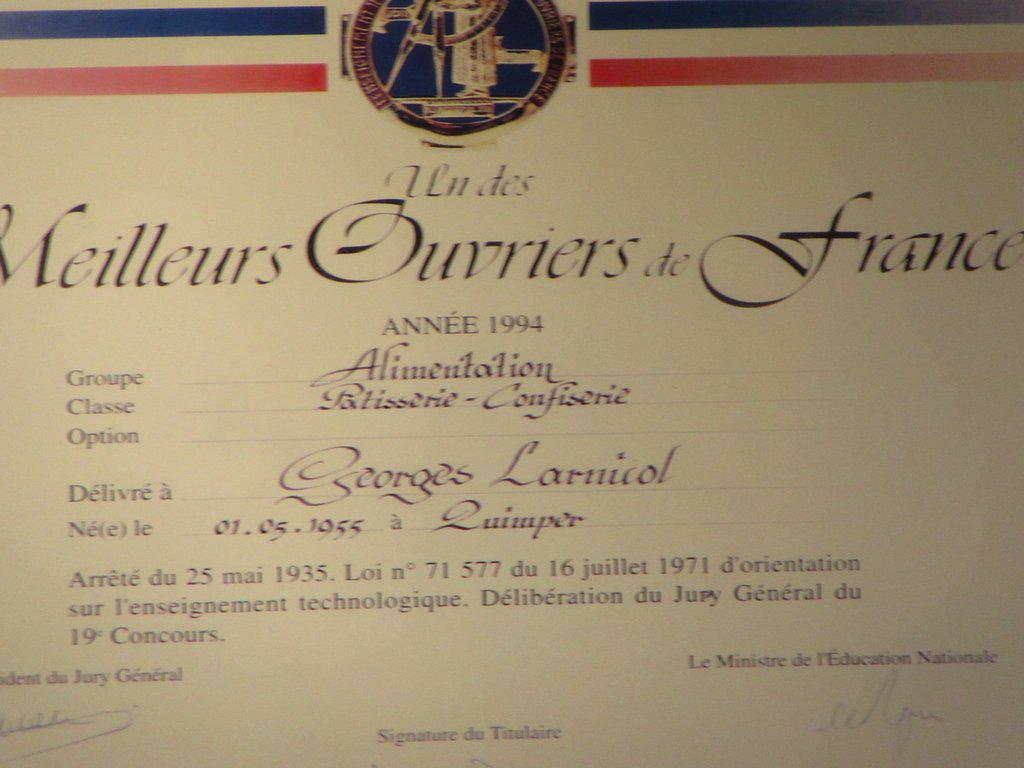 Un des
Meilleurs Ouvriers de France
ANNÉE 1994
Groupe Alimentation
Classe Pâtisserie - Confiserie
Option
Délivré à Georges Larnicol
Né(e) le 01.05.1955 à Quimper
Arrêté du 25 mai 1935. Loi n° 71 577 du 16 juillet 1971 d'orientation
sur l'enseignement technologique. Délibération du Jury Général du
19e Concours.
Le Ministre de l'Éducation Nationale
du Jury Général
Signature du Titulaire